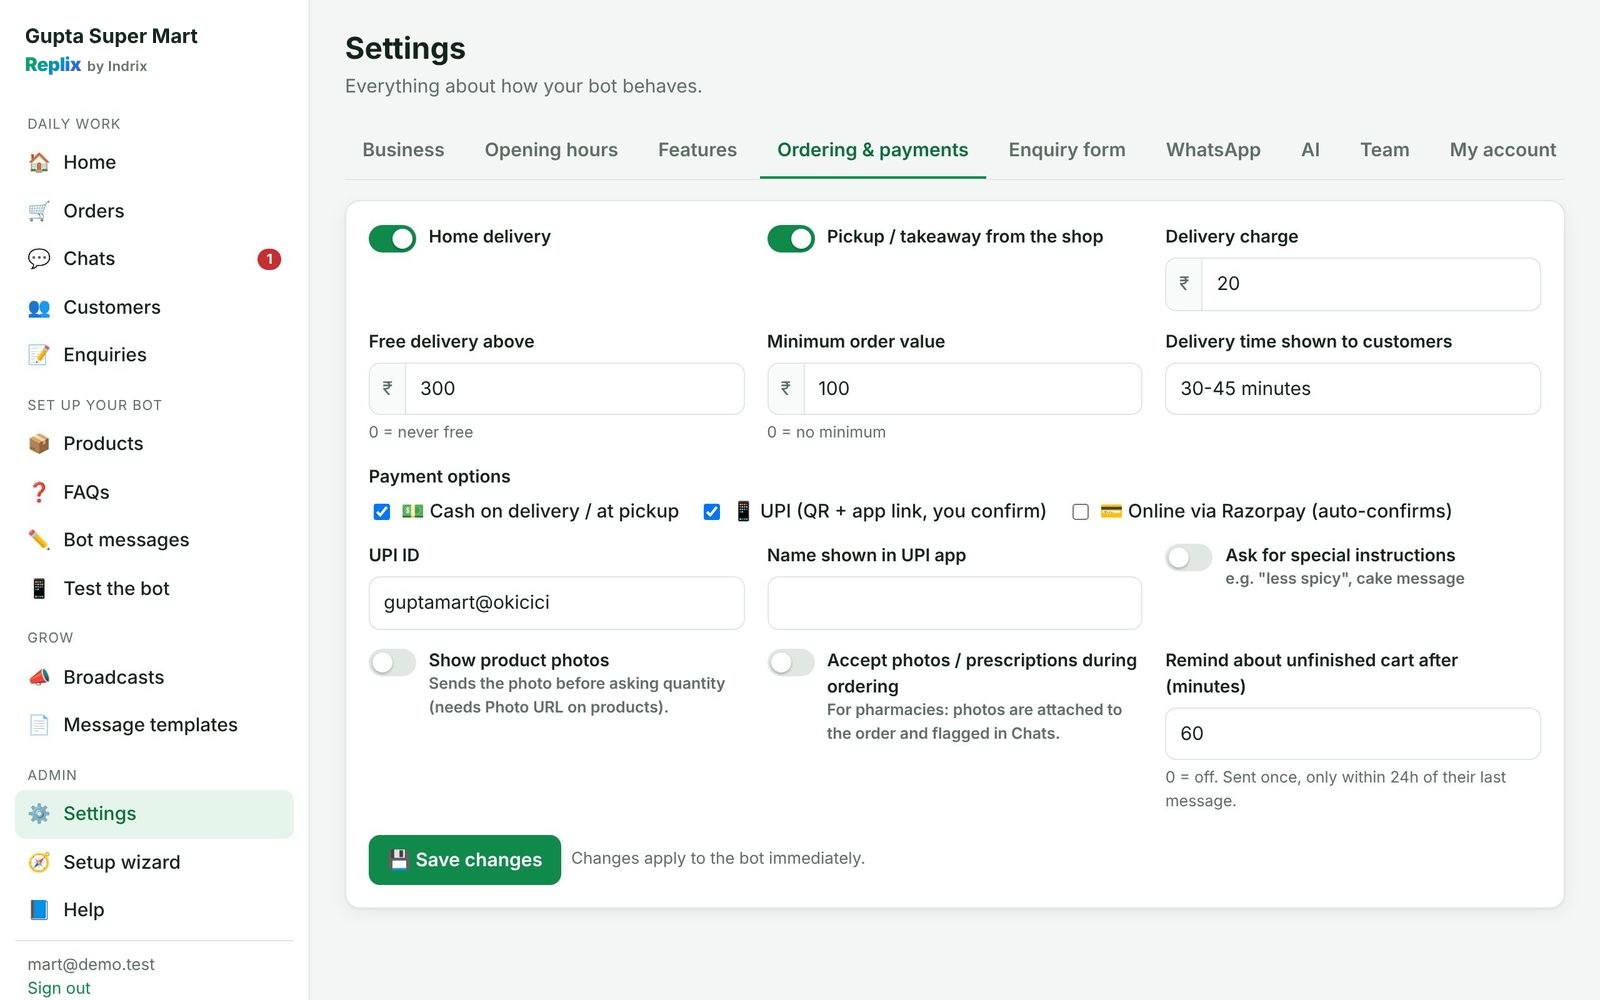 Gupta Super Mart
Replix by Indrix
DAILY WORK
Home
Orders
Chats 1
Customers
Enquiries
SET UP YOUR BOT
Products
FAQs
Bot messages
Test the bot
GROW
Broadcasts
Message templates
ADMIN
Settings
Setup wizard
Help
mart@demo.test
Sign out
Settings
Everything about how your bot behaves.
Business Opening hours Features Ordering & payments Enquiry form WhatsApp AI Team My account
Home delivery
Pickup / takeaway from the shop
Delivery charge
₹ 20
Free delivery above
₹ 300
0 = never free
Minimum order value
₹ 100
0 = no minimum
Delivery time shown to customers
30-45 minutes
Payment options
Cash on delivery / at pickup UPI (QR + app link, you confirm) Online via Razorpay (auto-confirms)
UPI ID
guptamart@okicici
Name shown in UPI app
Ask for special instructions
e.g. "less spicy", cake message
Show product photos
Sends the photo before asking quantity
(needs Photo URL on products).
Accept photos / prescriptions during
ordering
For pharmacies: photos are attached to
the order and flagged in Chats.
Remind about unfinished cart after
(minutes)
60
0 = off. Sent once, only within 24h of their last
message.
Save changes Changes apply to the bot immediately.